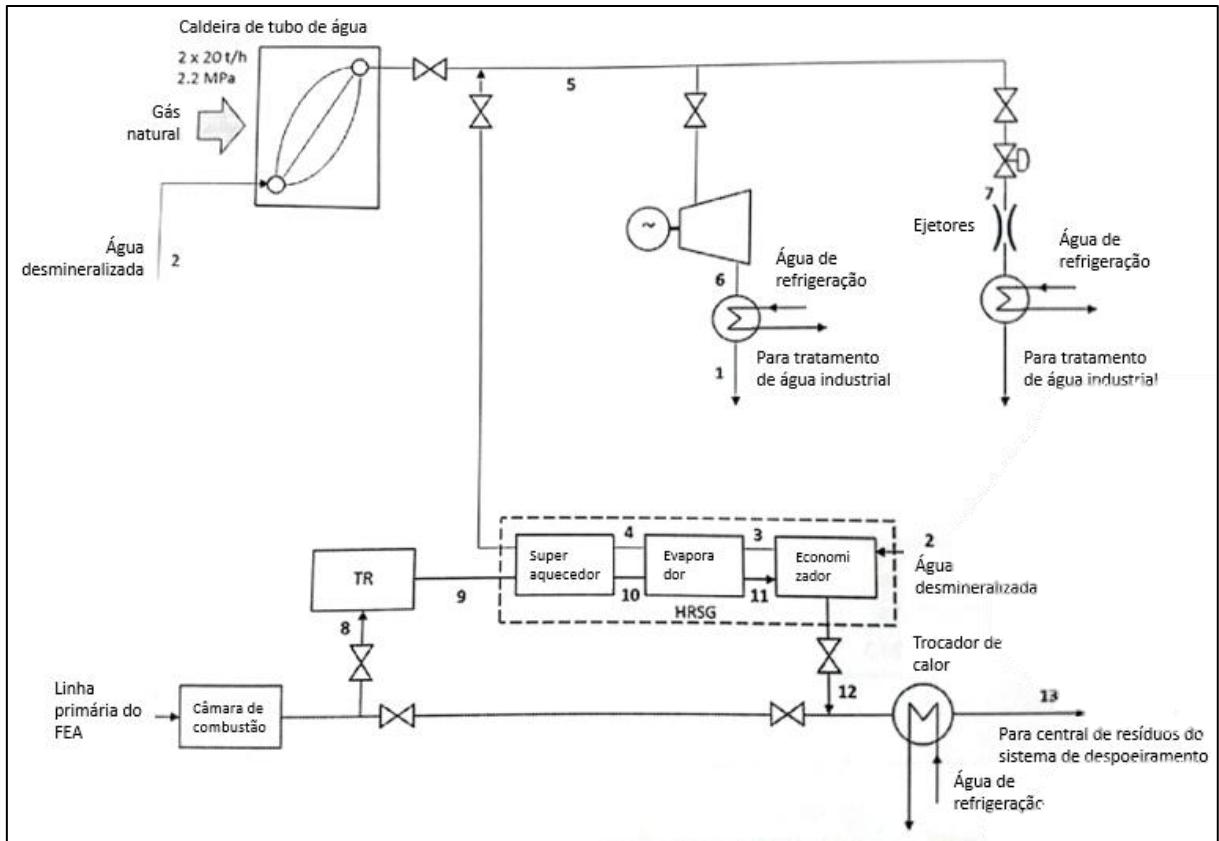 Caldeira de tubo de água
2 x 20 t/h
2.2 MPa
Gás
natural
Água
desmineralizada
2
5
~
6
Água de
refrigeração
1
Para tratamento
de água industrial
7
Ejetores
Água de
refrigeração
Para tratamento
de água industrial
TR
8
9
Super
aquecedor
4
10
Evapora
dor
3
11
Economi
zador
HRSG
2
Água
desmineralizada
Linha
primária do
FEA
Câmara de
combustão
12
Trocador de
calor
13
Para central de resíduos do
sistema de despoeiramento
Água de
refrigeração